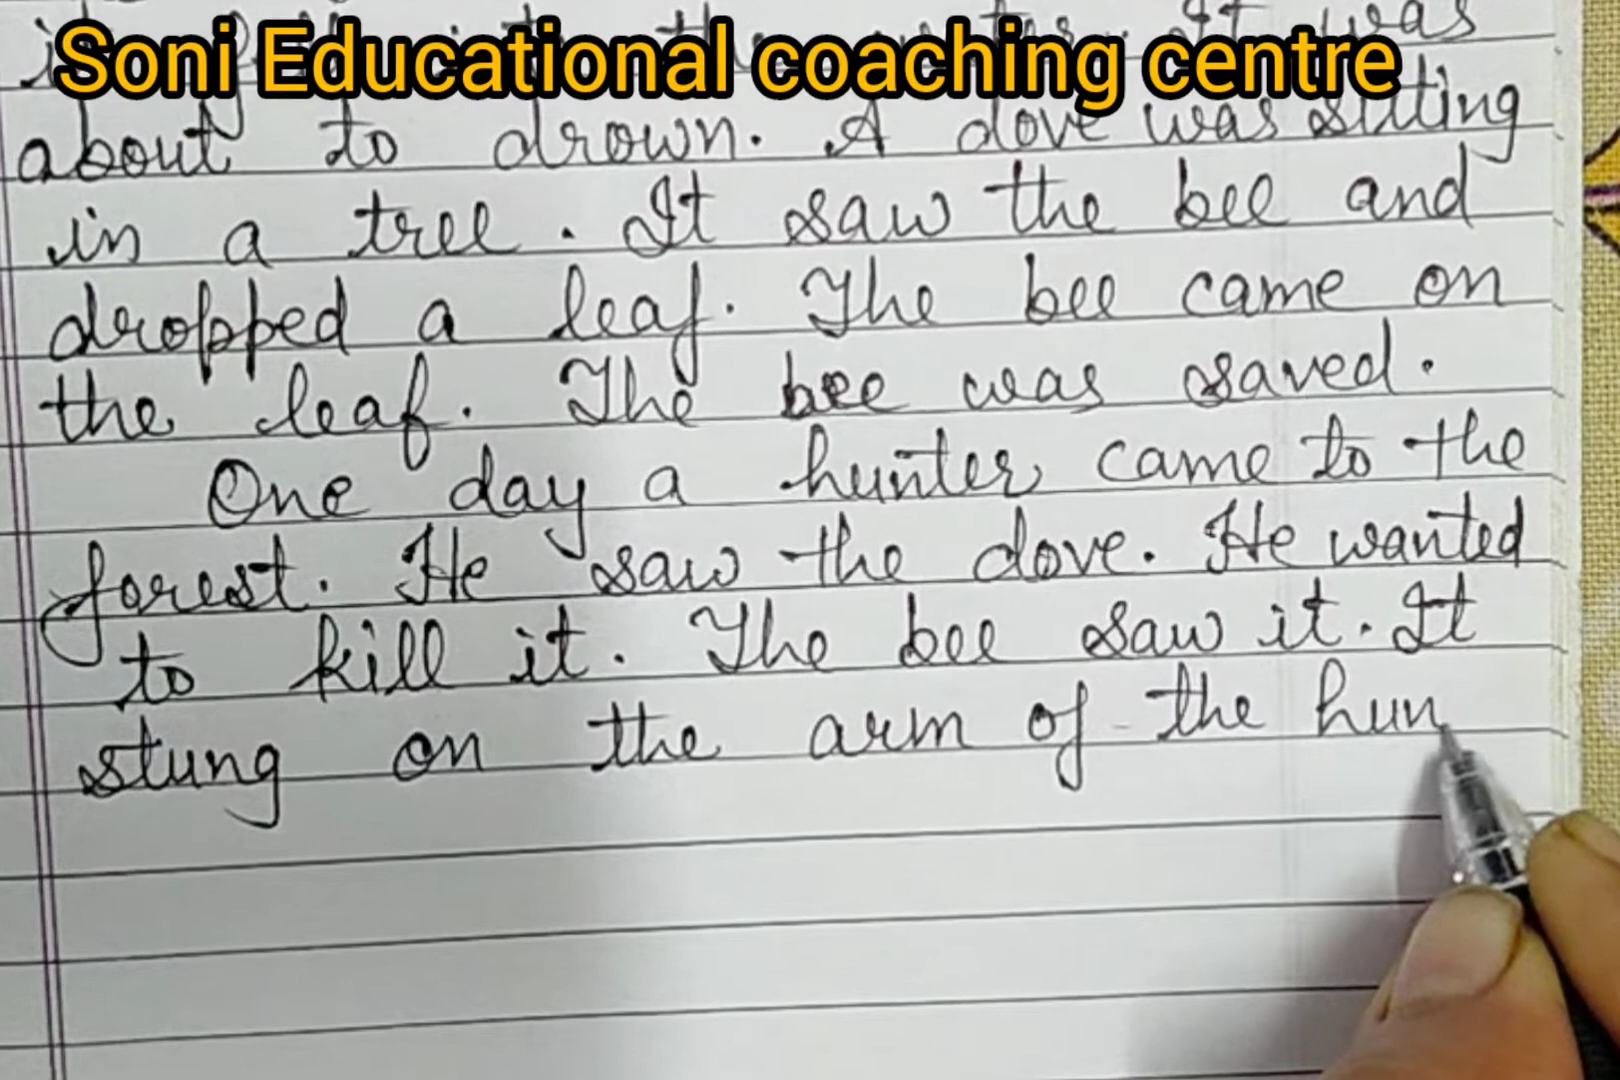 Soni Educational coaching centre
It was
about to drown. A dove was sitting
in a tree. It saw the bee and
dropped a leaf. The bee came on
the leaf. The bee was saved.
One day a hunter came to the
forest. He saw the dove. He wanted
to kill it. The bee saw it. It
stung on the arm of the hun